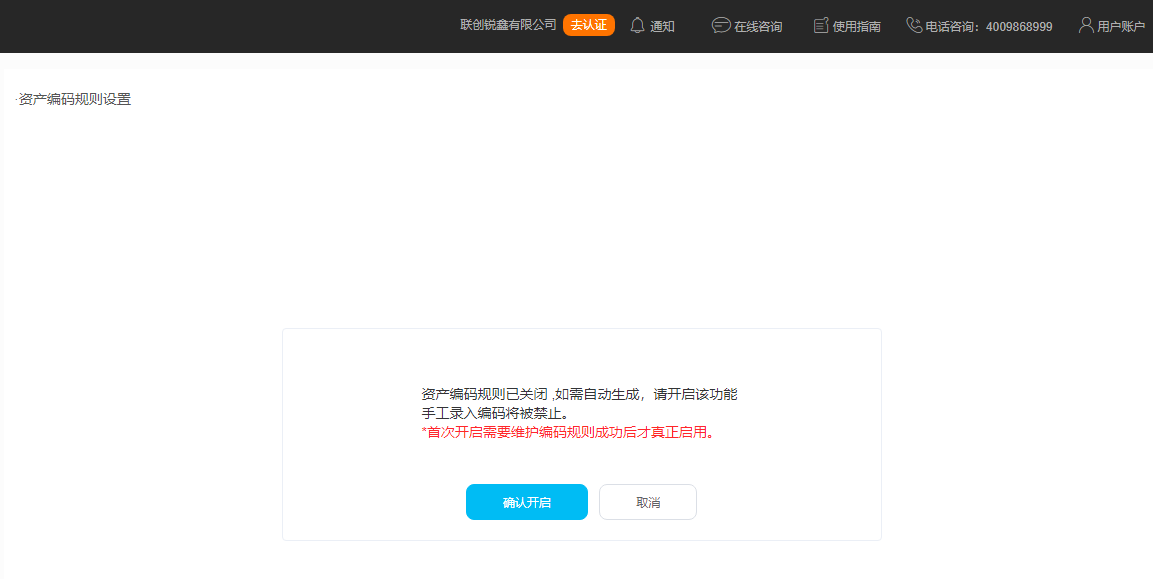 联创锐鑫有限公司 去认证 通知 在线咨询 使用指南 电话咨询：4009868999 用户账户
·资产编码规则设置
资产编码规则已关闭 ,如需自动生成，请开启该功能
手工录入编码将被禁止。
*首次开启需要维护编码规则成功后才真正启用。
确认开启 取消